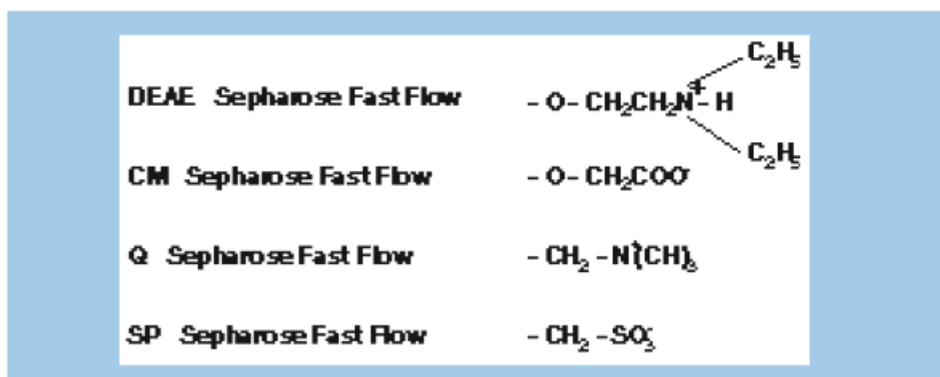 C₂H₅
DEAE Sepharose Fast Flow - O - CH₂CH₂N⁺- H
C₂H₅
CM Sepharose Fast Flow - O - CH₂COO⁻
Q Sepharose Fast Flow - CH₂ - N⁺(CH)₃
SP Sepharose Fast Flow - CH₂ - SO₃⁻